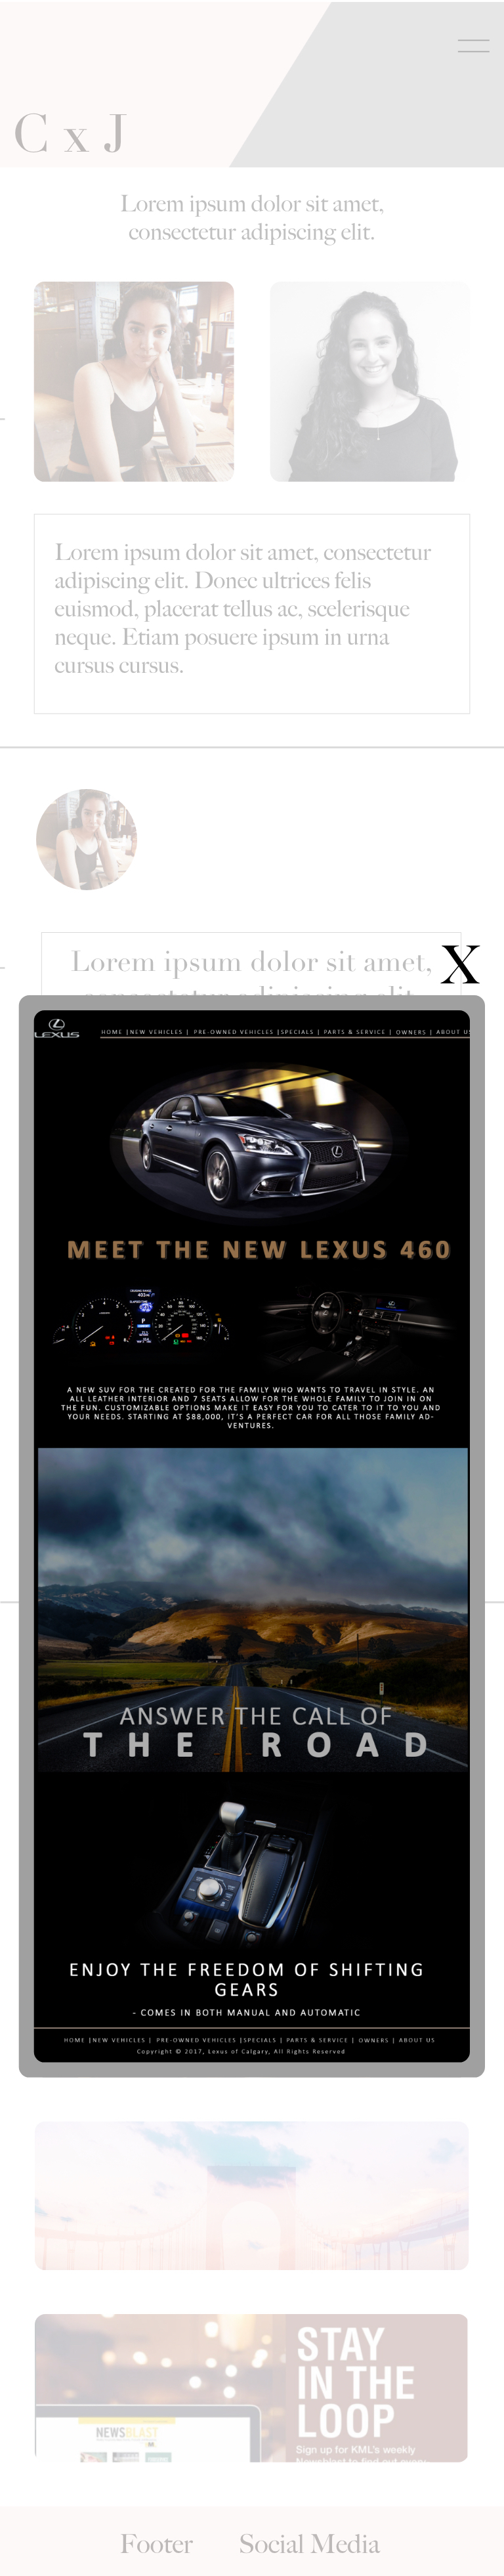 C x J
Lorem ipsum dolor sit amet,
consectetur adipiscing elit.
Lorem ipsum dolor sit amet, consectetur
adipiscing elit. Donec ultrices felis
euismod, placerat tellus ac, scelerisque
neque. Etiam posuere ipsum in urna
cursus cursus.
Lorem ipsum dolor sit amet,
X
LEXUS
HOME |NEW VEHICLES | PRE-OWNED VEHICLES |SPECIALS | PARTS & SERVICE | OWNERS | ABOUT US
MEET THE NEW LEXUS 460
A NEW SUV FOR THE CREATED FOR THE FAMILY WHO WANTS TO TRAVEL IN STYLE. AN
ALL LEATHER INTERIOR AND 7 SEATS ALLOW FOR THE WHOLE FAMILY TO JOIN IN ON
THE FUN. CUSTOMIZABLE OPTIONS MAKE IT EASY FOR YOU TO CATER TO IT TO YOU AND
YOUR NEEDS. STARTING AT $88,000, IT'S A PERFECT CAR FOR ALL THOSE FAMILY AD-
VENTURES.
ANSWER THE CALL OF
THE ROAD
ENJOY THE FREEDOM OF SHIFTING
GEARS
- COMES IN BOTH MANUAL AND AUTOMATIC
HOME |NEW VEHICLES | PRE-OWNED VEHICLES |SPECIALS | PARTS & SERVICE | OWNERS | ABOUT US
Copyright © 2017, Lexus of Calgary, All Rights Reserved
STAY
IN THE
LOOP
NEWSBLAST
Sign up for KML's weekly
Newsblast to find out every
Footer Social Media